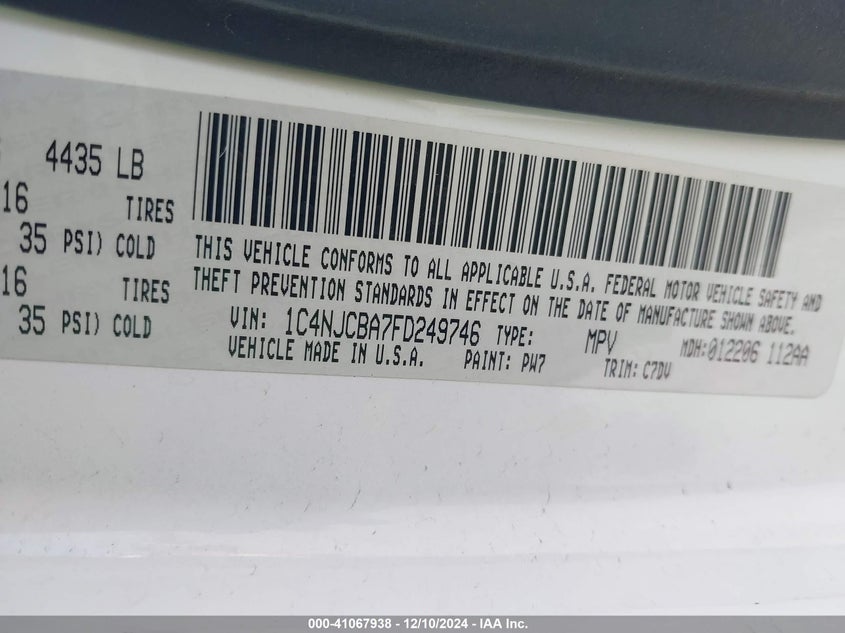 4435 LB
16 TIRES
35 PSI) COLD
16 TIRES
35 PSI) COLD
THIS VEHICLE CONFORMS TO ALL APPLICABLE U.S.A. FEDERAL MOTOR VEHICLE SAFETY AND
THEFT PREVENTION STANDARDS IN EFFECT ON THE DATE OF MANUFACTURE SHOWN ABOVE.
VIN: 1C4NJCBA7FD249746 TYPE: MPV MDH:012206 112AA
VEHICLE MADE IN U.S.A. PAINT: PW7 TRIM: C7DV
000-41067938 - 12/10/2024 - IAA Inc.